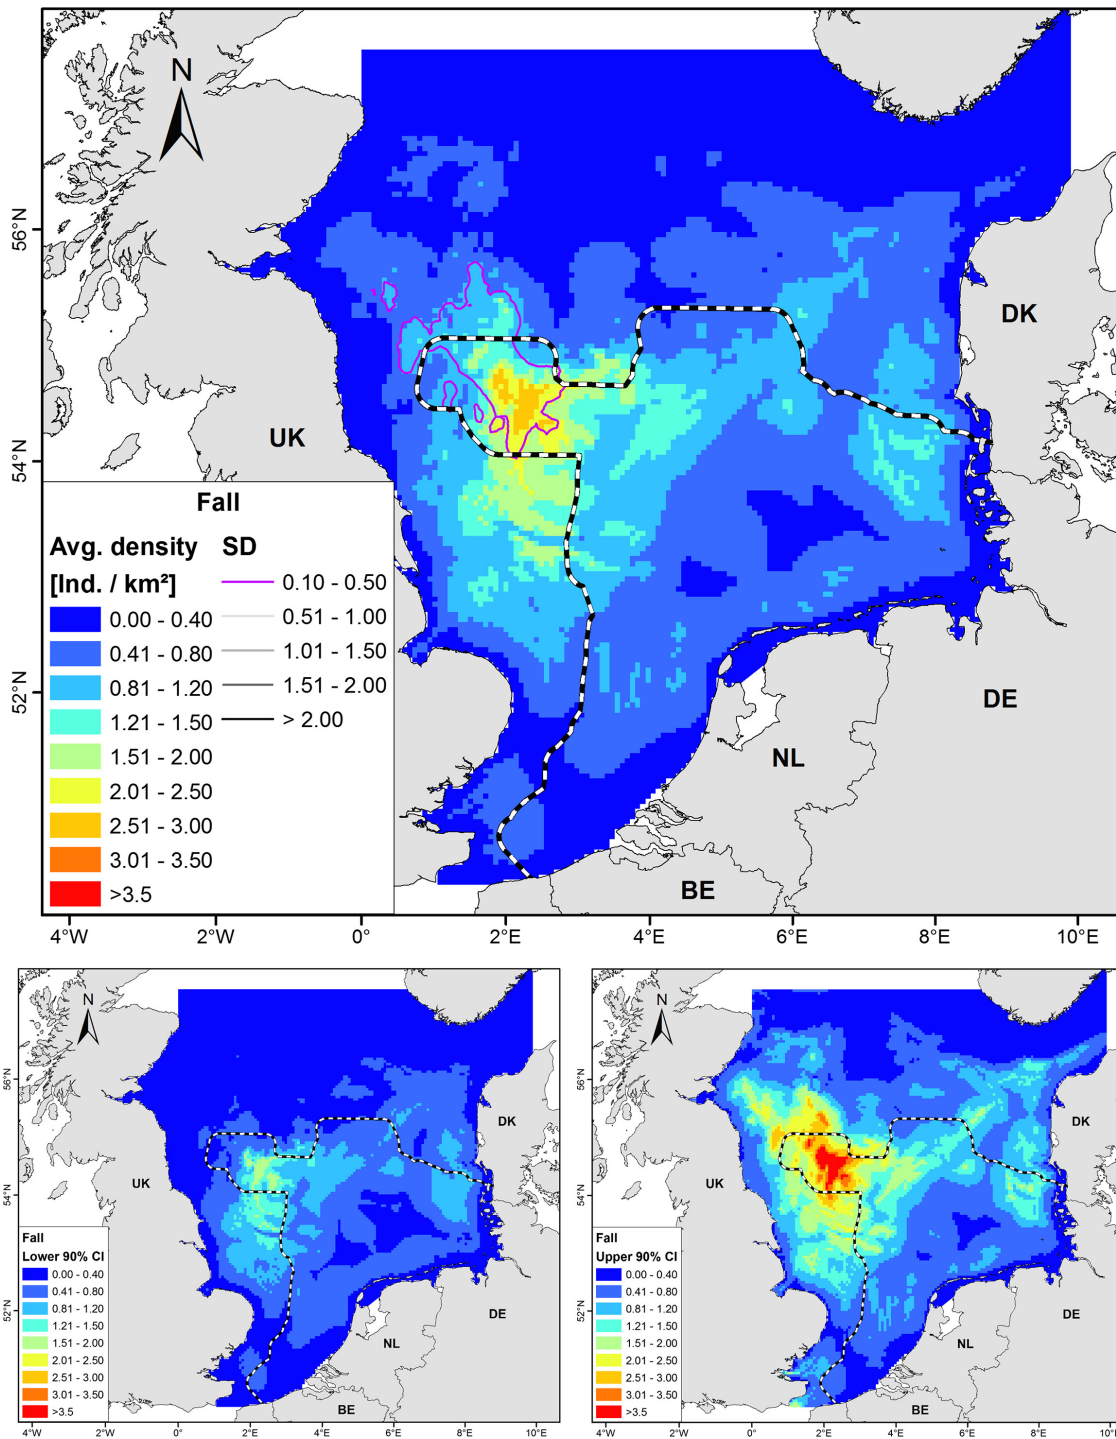 N
56°N
DK
UK
54°N
Fall
Avg. density SD
[Ind. / km²]
0.10 - 0.50
0.00 - 0.40
0.51 - 1.00
0.41 - 0.80
1.01 - 1.50
0.81 - 1.20
1.51 - 2.00
1.21 - 1.50
> 2.00
1.51 - 2.00
2.01 - 2.50
2.51 - 3.00
3.01 - 3.50
>3.5
52°N
DE
NL
BE
4°W 2°W 0° 2°E 4°E 6°E 8°E 10°E
N
56°N
DK
UK
54°N
Fall
Lower 90% CI
0.00 - 0.40
0.41 - 0.80
0.81 - 1.20
1.21 - 1.50
1.51 - 2.00
2.01 - 2.50
2.51 - 3.00
3.01 - 3.50
>3.5
52°N
DE
NL
BE
4°W 2°W 0° 2°E 4°E 6°E 8°E 10°E
N
56°N
DK
UK
54°N
Fall
Upper 90% CI
0.00 - 0.40
0.41 - 0.80
0.81 - 1.20
1.21 - 1.50
1.51 - 2.00
2.01 - 2.50
2.51 - 3.00
3.01 - 3.50
>3.5
52°N
DE
NL
BE
4°W 2°W 0° 2°E 4°E 6°E 8°E